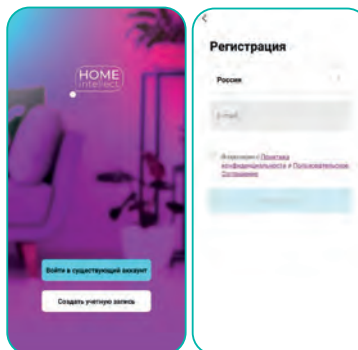 HOME
intellect
Войти в существующий аккаунт
Создать учетную запись
Регистрация
Россия
E-mail
Я согласен с Политика
конфиденциальности и Пользовательское
Соглашение